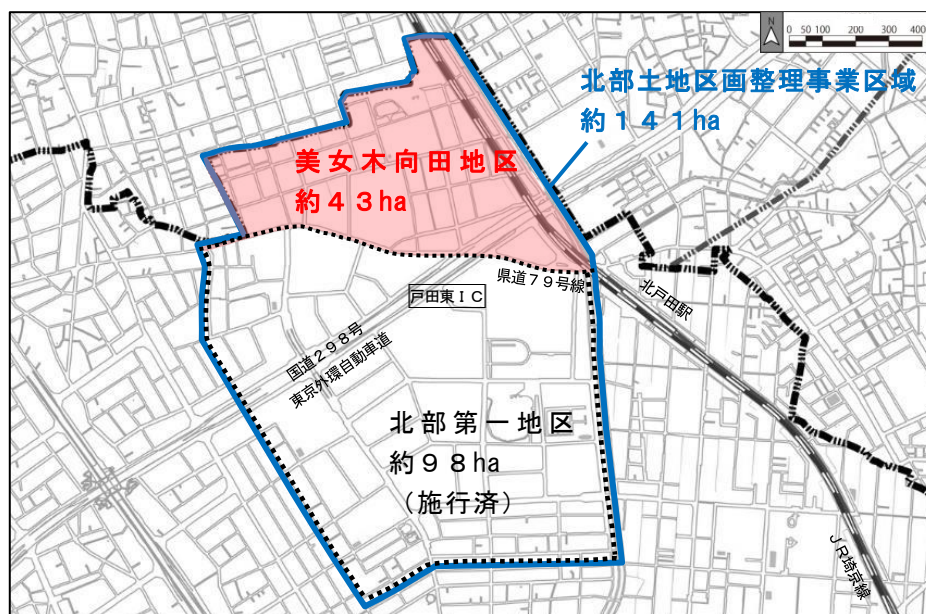 N
0 50 100 200 300 400
北部土地区画整理事業区域
約１４１ha
美女木向田地区
約４３ha
県道７９号線
戸田東ＩＣ
北戸田駅
国道２９８号
東京外環自動車道
北部第一地区
約９８ha
（施行済）
ＪＲ埼京線